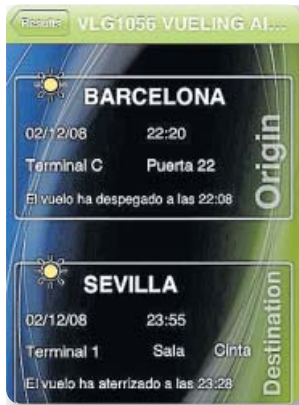 Results VLG1056 VUELING AI...
BARCELONA
02/12/08 22:20
Terminal C Puerta 22
El vuelo ha despegado a las 22:08
Origin
SEVILLA
02/12/08 23:55
Terminal 1 Sala Cinta
El vuelo ha aterrizado a las 23:28
Destination